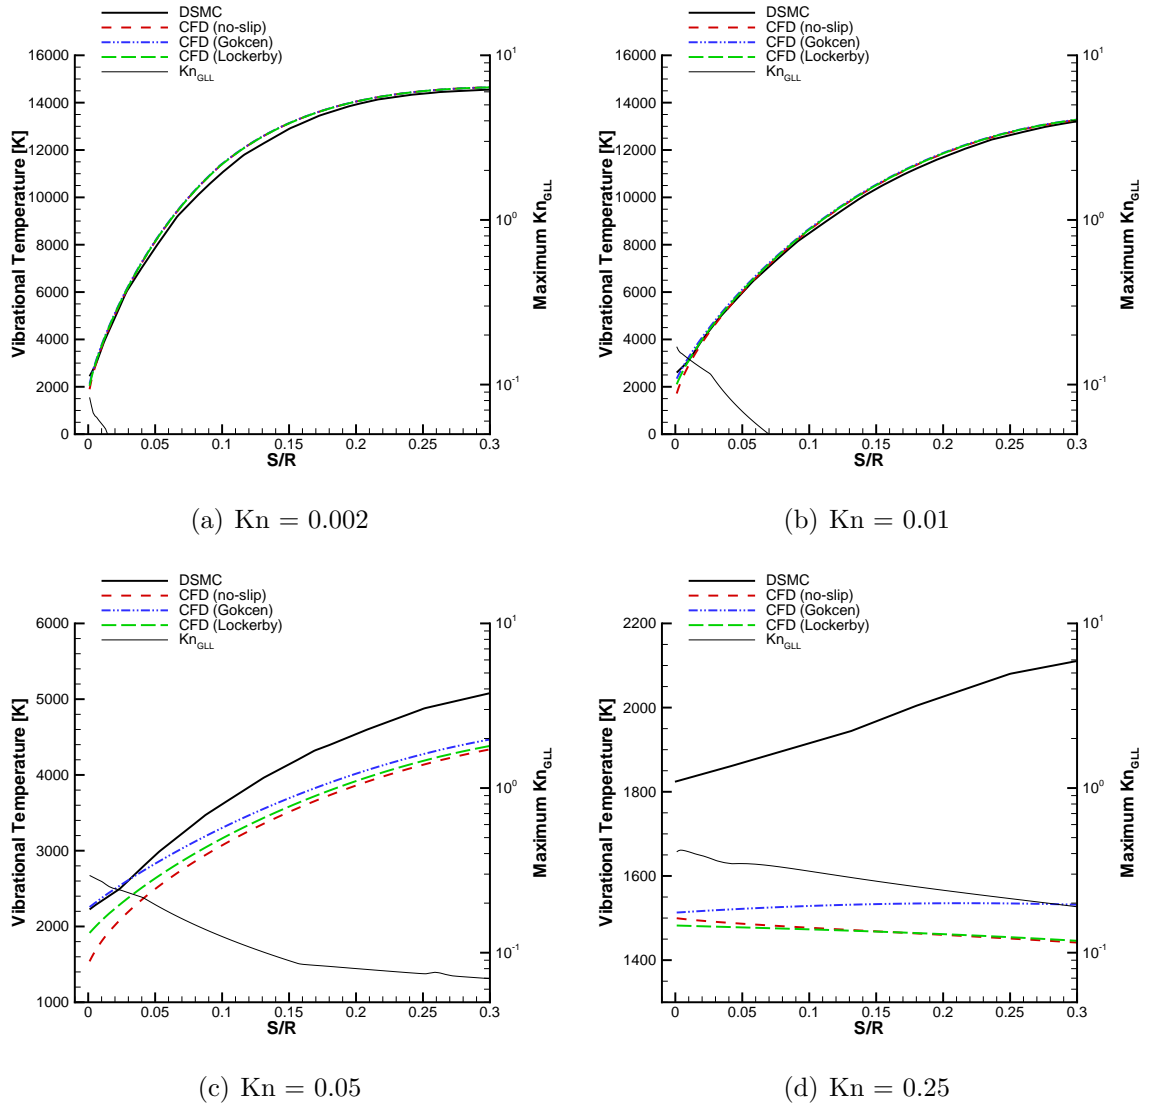 DSMC
CFD (no-slip)
CFD (Gokcen)
CFD (Lockerby)
Kn_GLL
16000
14000
12000
10000
8000
6000
4000
2000
0
Vibrational Temperature [K]
0 0.05 0.1 0.15 0.2 0.25 0.3
S/R
10^1
10^0
10^-1
Maximum Kn_GLL
(a) Kn = 0.002
DSMC
CFD (no-slip)
CFD (Gokcen)
CFD (Lockerby)
Kn_GLL
16000
14000
12000
10000
8000
6000
4000
2000
0
Vibrational Temperature [K]
0 0.05 0.1 0.15 0.2 0.25 0.3
S/R
10^1
10^0
10^-1
Maximum Kn_GLL
(b) Kn = 0.01
DSMC
CFD (no-slip)
CFD (Gokcen)
CFD (Lockerby)
Kn_GLL
6000
5000
4000
3000
2000
1000
Vibrational Temperature [K]
0 0.05 0.1 0.15 0.2 0.25 0.3
S/R
10^1
10^0
10^-1
Maximum Kn_GLL
(c) Kn = 0.05
DSMC
CFD (no-slip)
CFD (Gokcen)
CFD (Lockerby)
Kn_GLL
2200
2000
1800
1600
1400
Vibrational Temperature [K]
0 0.05 0.1 0.15 0.2 0.25 0.3
S/R
10^1
10^0
10^-1
Maximum Kn_GLL
(d) Kn = 0.25